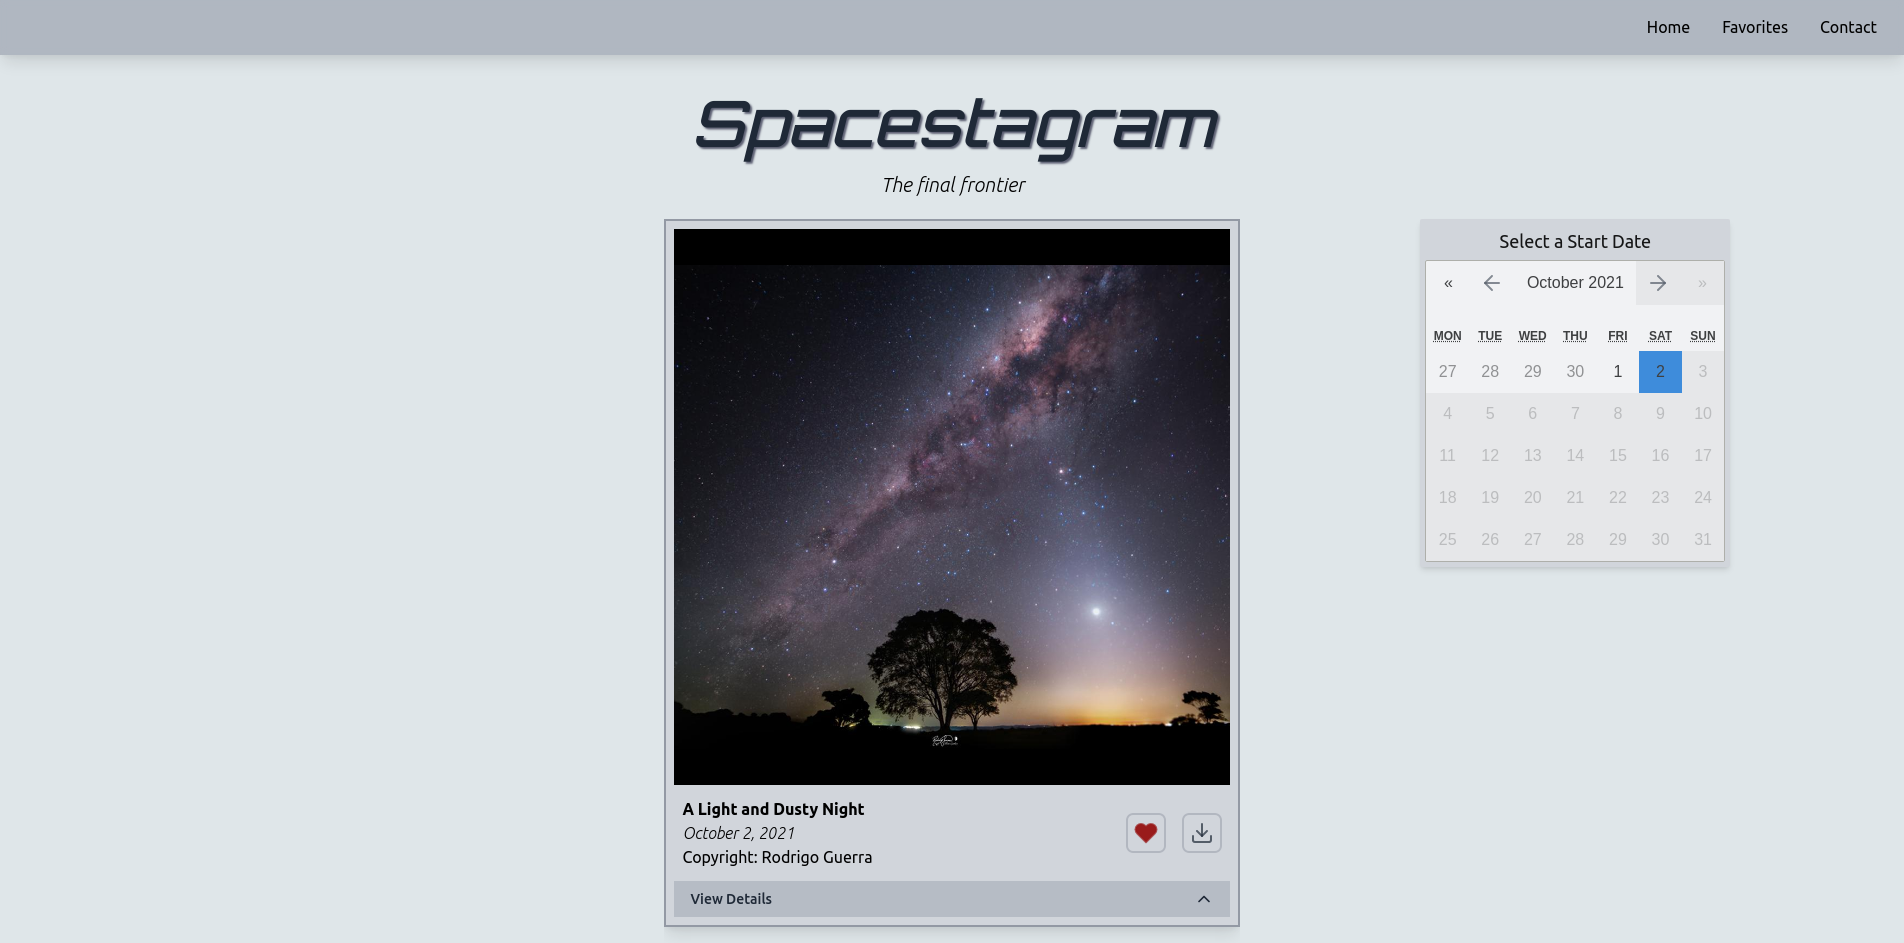 Home Favorites Contact
Spacestagram
The final frontier
A Light and Dusty Night
October 2, 2021
Copyright: Rodrigo Guerra
View Details
Select a Start Date
« October 2021 »
MON TUE WED THU FRI SAT SUN
27 28 29 30 1 2 3
4 5 6 7 8 9 10
11 12 13 14 15 16 17
18 19 20 21 22 23 24
25 26 27 28 29 30 31